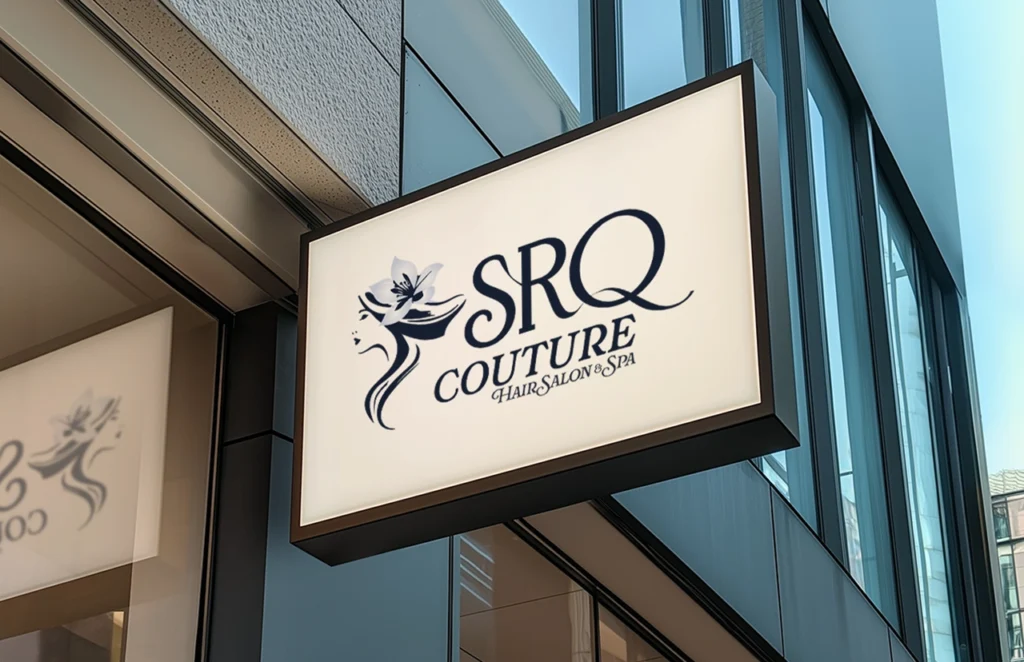 SRQ
COUTURE
HAIR SALON & SPA